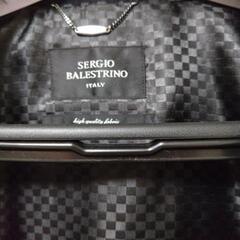 SERGIO
BALESTRINO
ITALY
high quality fabric